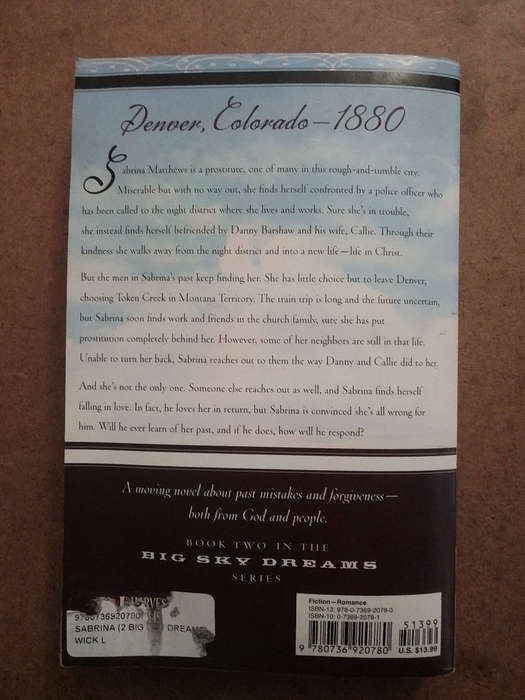 Denver, Colorado—1880
Sabrina Matthews is a prostitute, one of many in this rough-and-tumble city.
Miserable but with no way out, she finds herself confronted by a police officer who
has been called to the night district where she lives and works. Sure she's in trouble,
she instead finds herself befriended by Danny Barshaw and his wife, Callie. Through their
kindness she walks away from the night district and into a new life—life in Christ.
But the men in Sabrina's past keep finding her. She has little choice but to leave Denver,
choosing Token Creek in Montana Territory. The train trip is long and the future uncertain,
but Sabrina soon finds work and friends in the church family, sure she has put
prostitution completely behind her. However, some of her neighbors are still in that life.
Unable to turn her back, Sabrina reaches out to them the way Danny and Callie did to her.
And she's not the only one. Someone else reaches out as well, and Sabrina finds herself
falling in love. In fact, he loves her in return, but Sabrina is convinced she's all wrong for
him. Will he ever learn of her past, and if he does, how will he respond?
A moving novel about past mistakes and forgiveness—
both from God and people.
BOOK TWO IN THE
BIG SKY DREAMS
SERIES
SABRINA (2 BIG
WICK L
Fiction—Romance
ISBN-13: 978-0-7369-2078-0
ISBN-10: 0-7369-2078-1
51399
9 780736 920780
U.S. $13.99